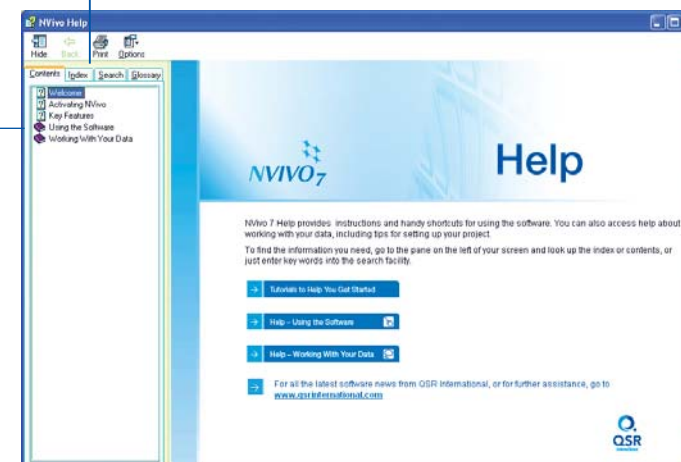 NVivo Help
Hide Back Print Options
Contents Index Search Glossary
Welcome
Activating NVivo
Key Features
Using the Software
Working With Your Data
NVIVO7
Help
NVivo 7 Help provides instructions and handy shortcuts for using the software. You can also access help about
working with your data, including tips for setting up your project.
To find the information you need, go to the pane on the left of your screen and look up the index or contents, or
just enter key words into the search facility.
Tutorials to Help You Get Started
Help – Using the Software
Help – Working With Your Data
For all the latest software news from QSR International, or for further assistance, go to
www.qsrinternational.com
QSR